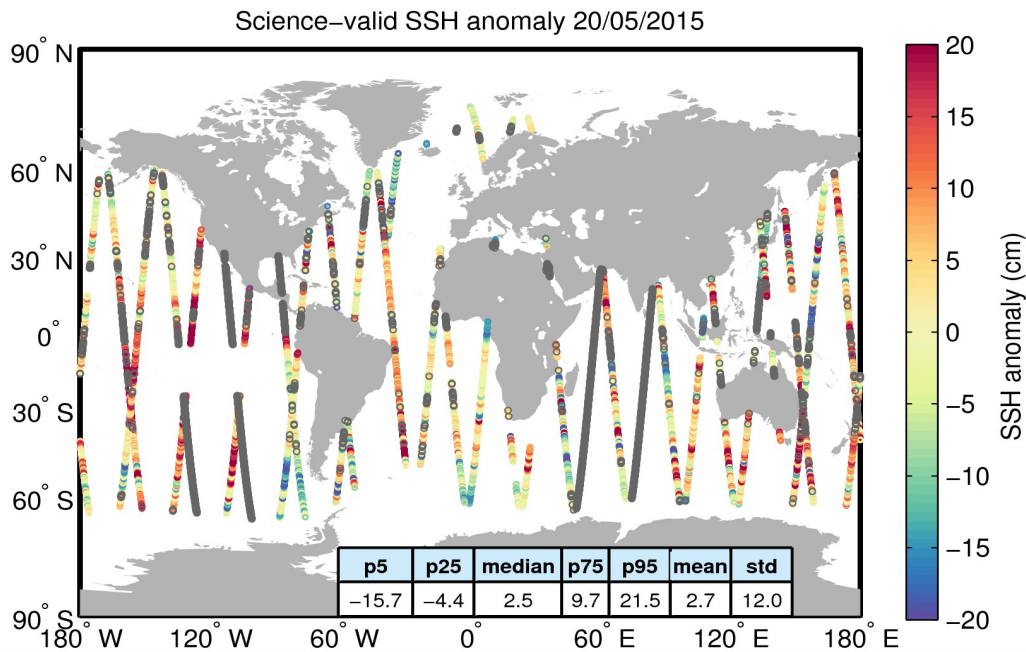 Science−valid SSH anomaly 20/05/2015
90° N
60° N
30° N
0°
30° S
60° S
90° S
180° W
120° W
60° W
0°
60° E
120° E
180° E
p5 p25 median p75 p95 mean std
−15.7 −4.4 2.5 9.7 21.5 2.7 12.0
20
15
10
5
0
−5
−10
−15
−20
SSH anomaly (cm)